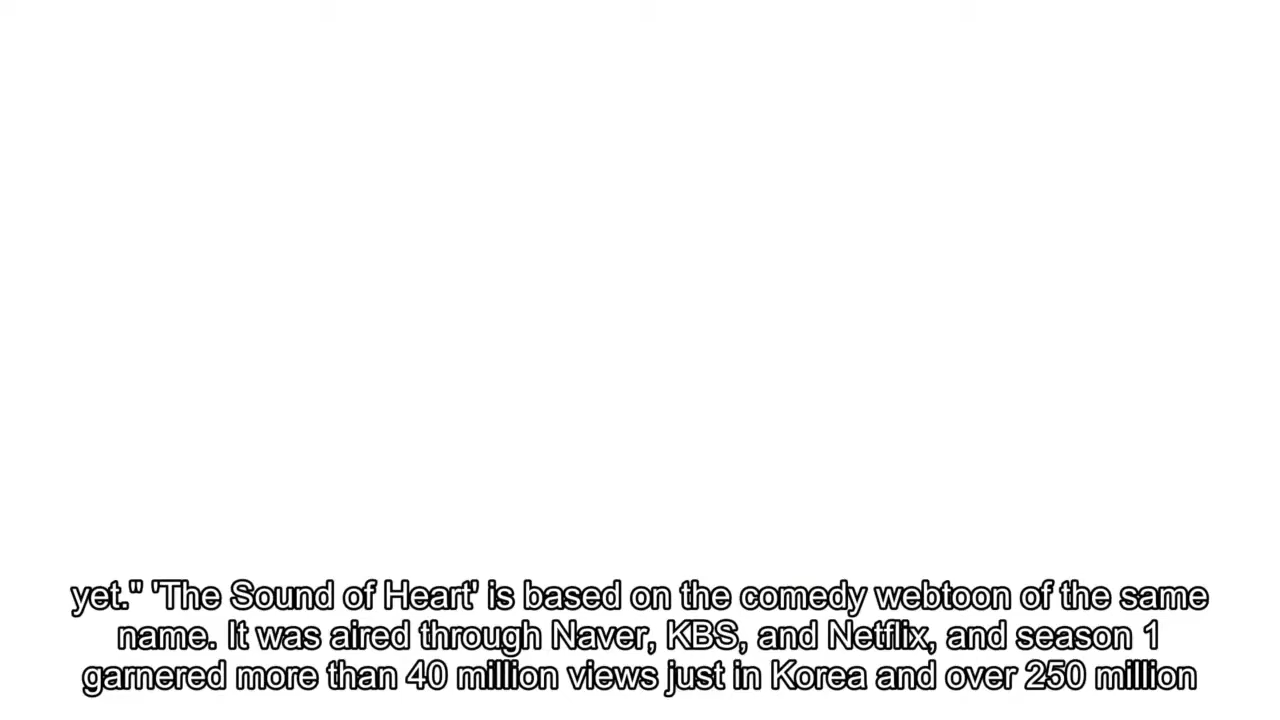 yet." 'The Sound of Heart' is based on the comedy webtoon of the same
name. It was aired through Naver, KBS, and Netflix, and season 1
garnered more than 40 million views just in Korea and over 250 million